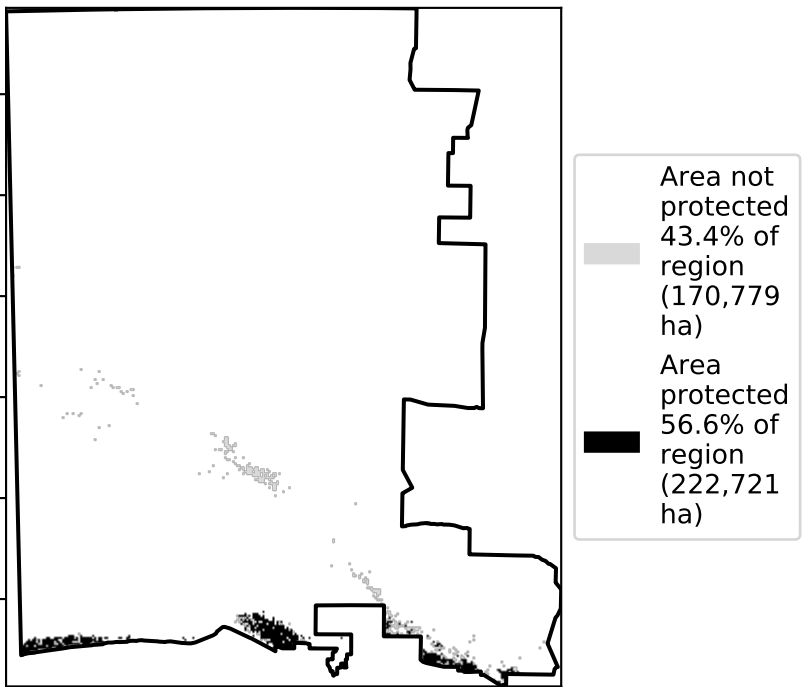 Area not
protected
43.4% of
region
(170,779
ha)
Area
protected
56.6% of
region
(222,721
ha)